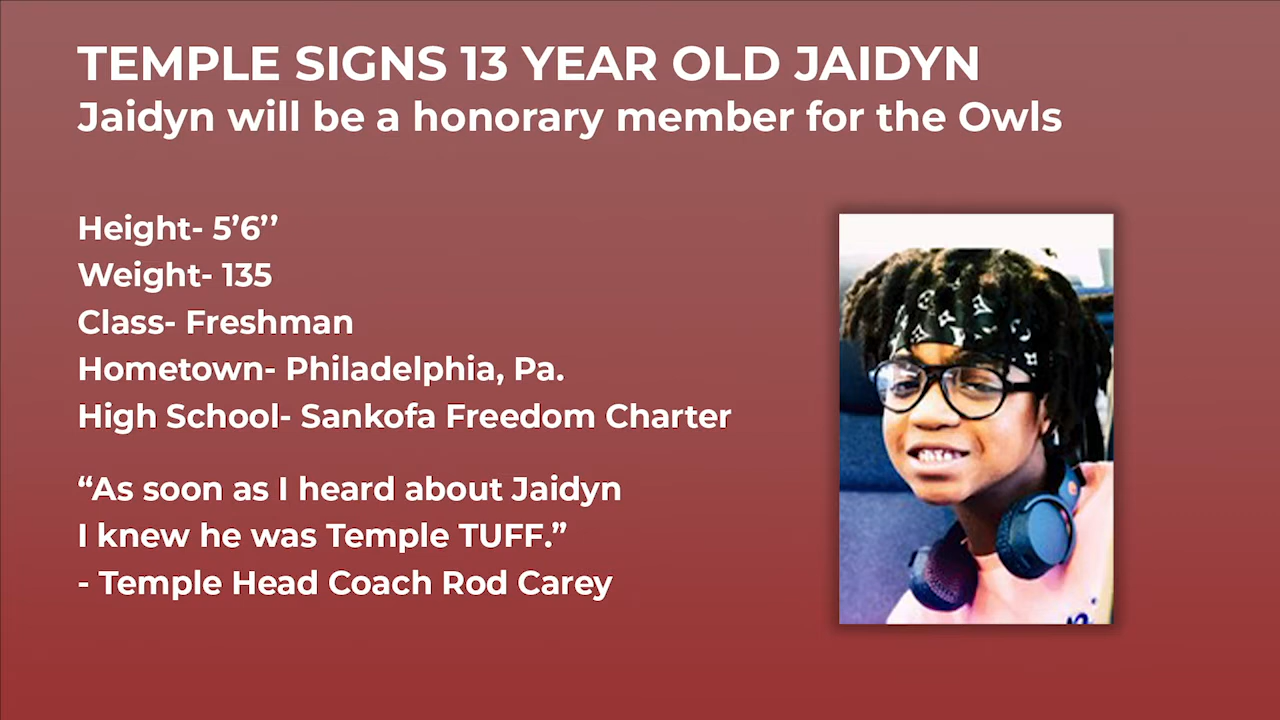 TEMPLE SIGNS 13 YEAR OLD JAIDYN
Jaidyn will be a honorary member for the Owls
Height- 5’6’’
Weight- 135
Class- Freshman
Hometown- Philadelphia, Pa.
High School- Sankofa Freedom Charter
“As soon as I heard about Jaidyn
I knew he was Temple TUFF.”
- Temple Head Coach Rod Carey